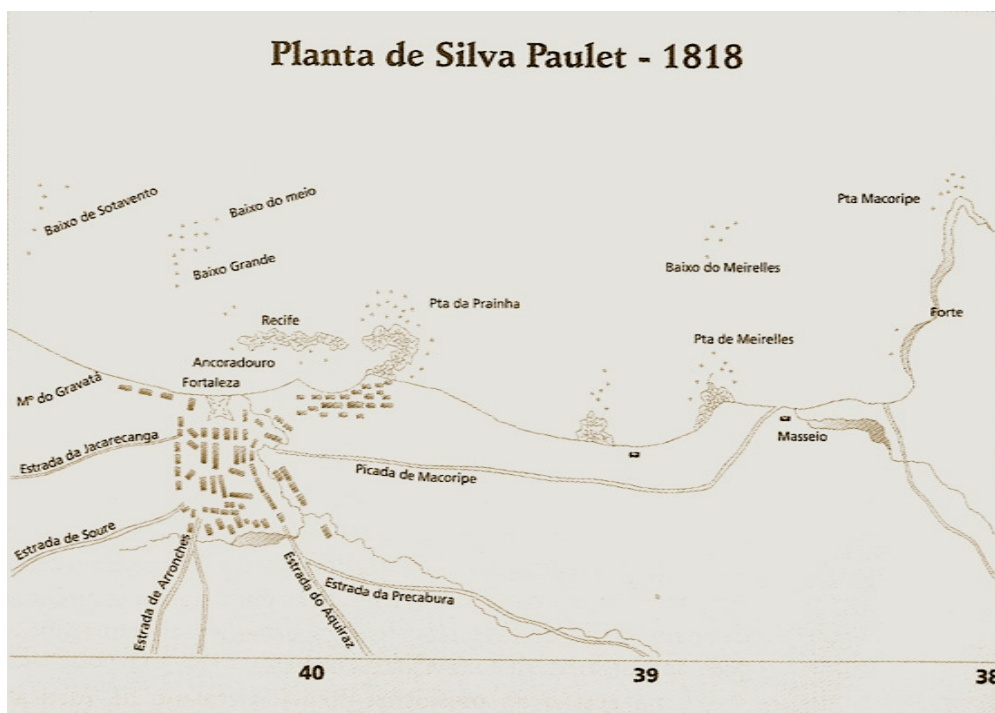 Planta de Silva Paulet - 1818
Baixo de Sotavento
Baixo do meio
Baixo Grande
Pta Macoripe
Baixo do Meirelles
Pta da Prainha
Recife
Forte
Pta de Meirelles
Ancoradouro
Fortaleza
Mº do Gravatá
Masseio
Estrada da Jacarecanga
Picada de Macoripe
Estrada de Soure
Estrada de Arronches
Estrada do Aquiraz
Estrada da Precabura
40
39
38